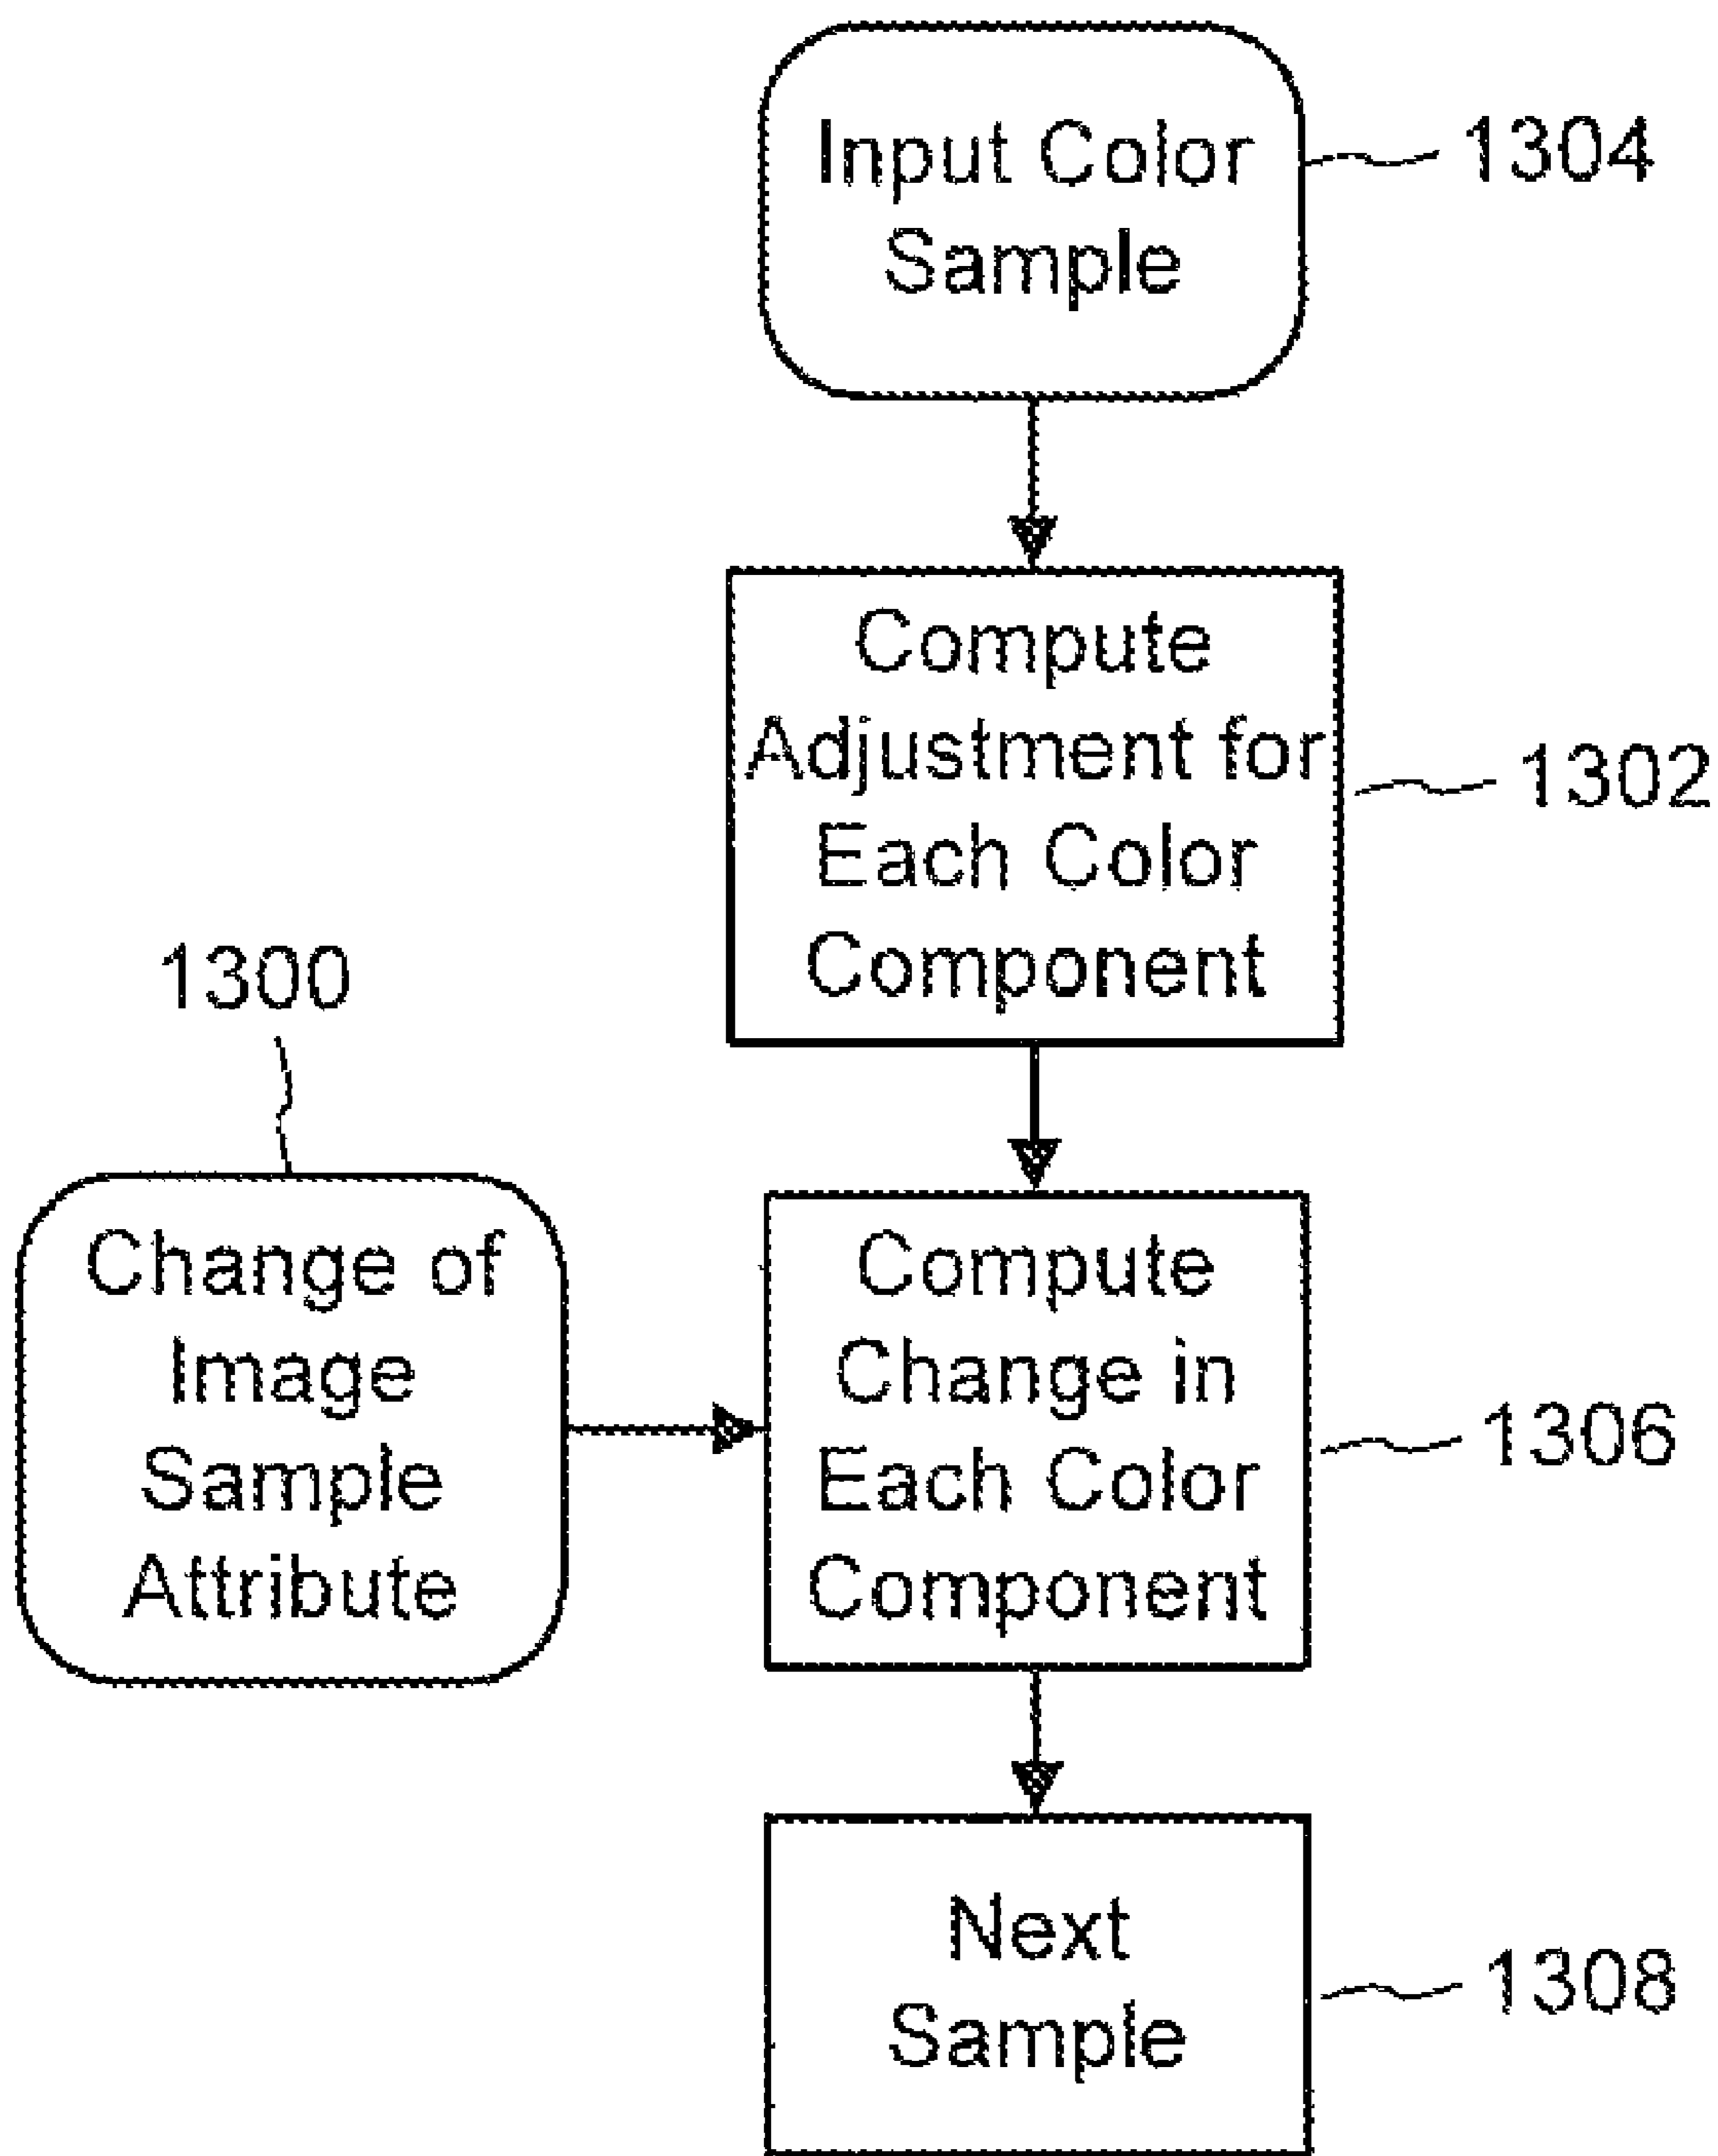 Input Color
Sample
1304
Compute
Adjustment for
Each Color
Component
1302
1300
Change of
Image
Sample
Attribute
Compute
Change in
Each Color
Component
1306
Next
Sample
1308